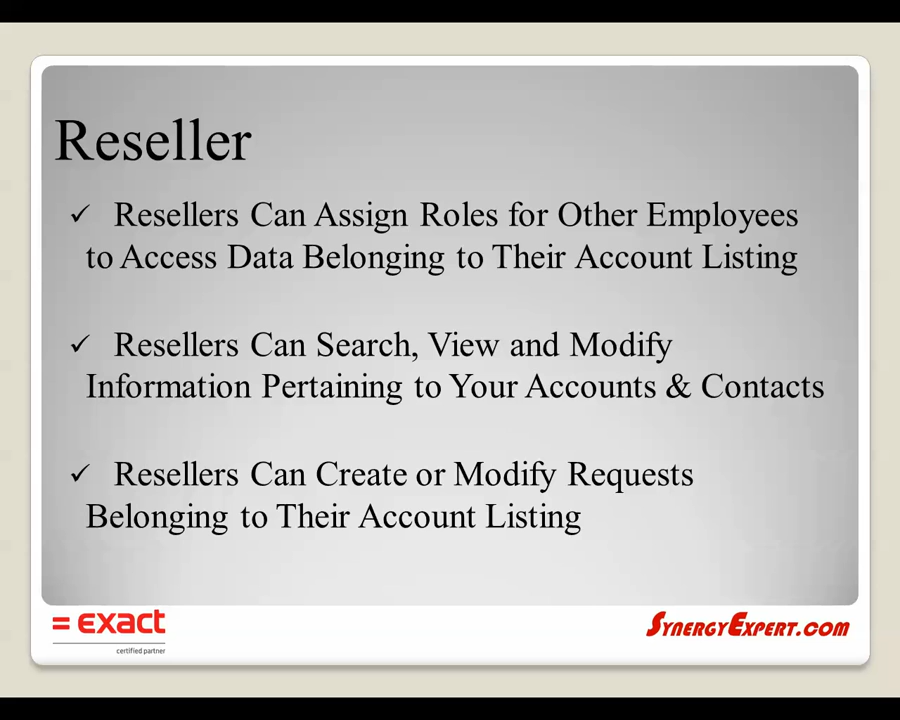 Reseller
✓ Resellers Can Assign Roles for Other Employees
to Access Data Belonging to Their Account Listing
✓ Resellers Can Search, View and Modify
Information Pertaining to Your Accounts & Contacts
✓ Resellers Can Create or Modify Requests
Belonging to Their Account Listing
= exact
certified partner
SynergyExpert.com